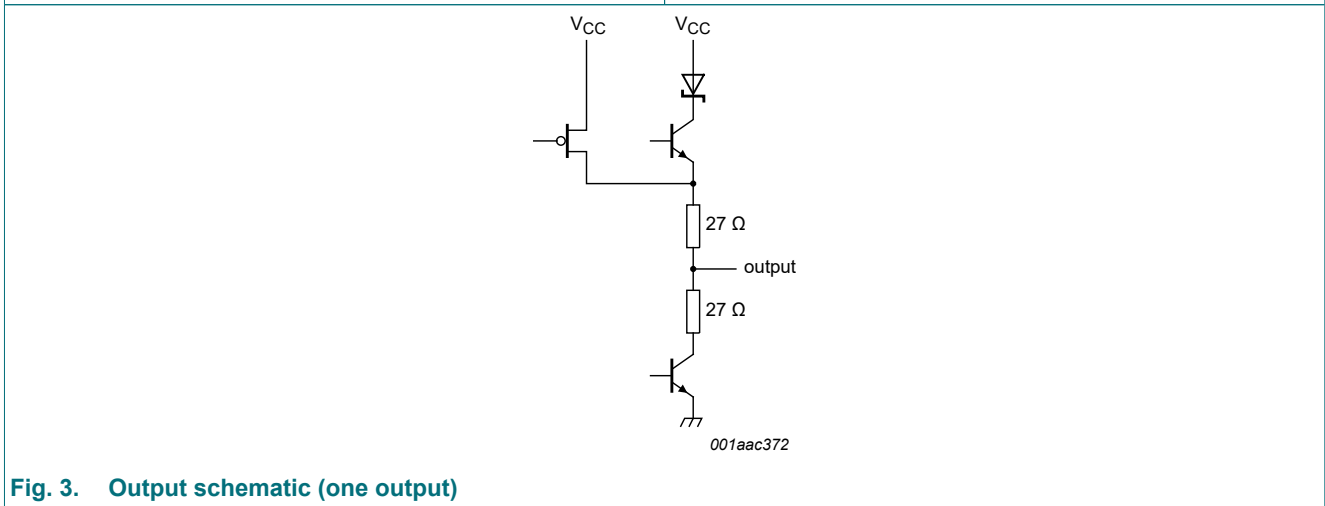 VCC VCC
27 Ω
output
27 Ω
001aac372
Fig. 3. Output schematic (one output)